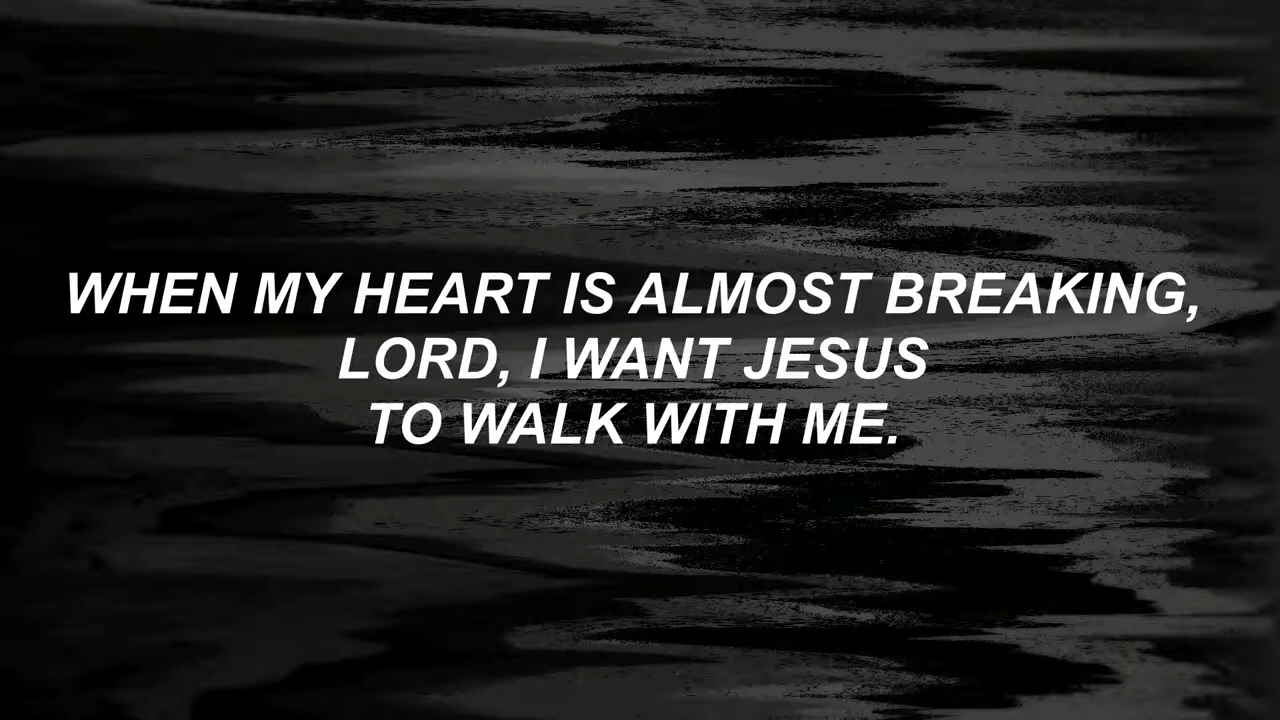 WHEN MY HEART IS ALMOST BREAKING,
LORD, I WANT JESUS
TO WALK WITH ME.